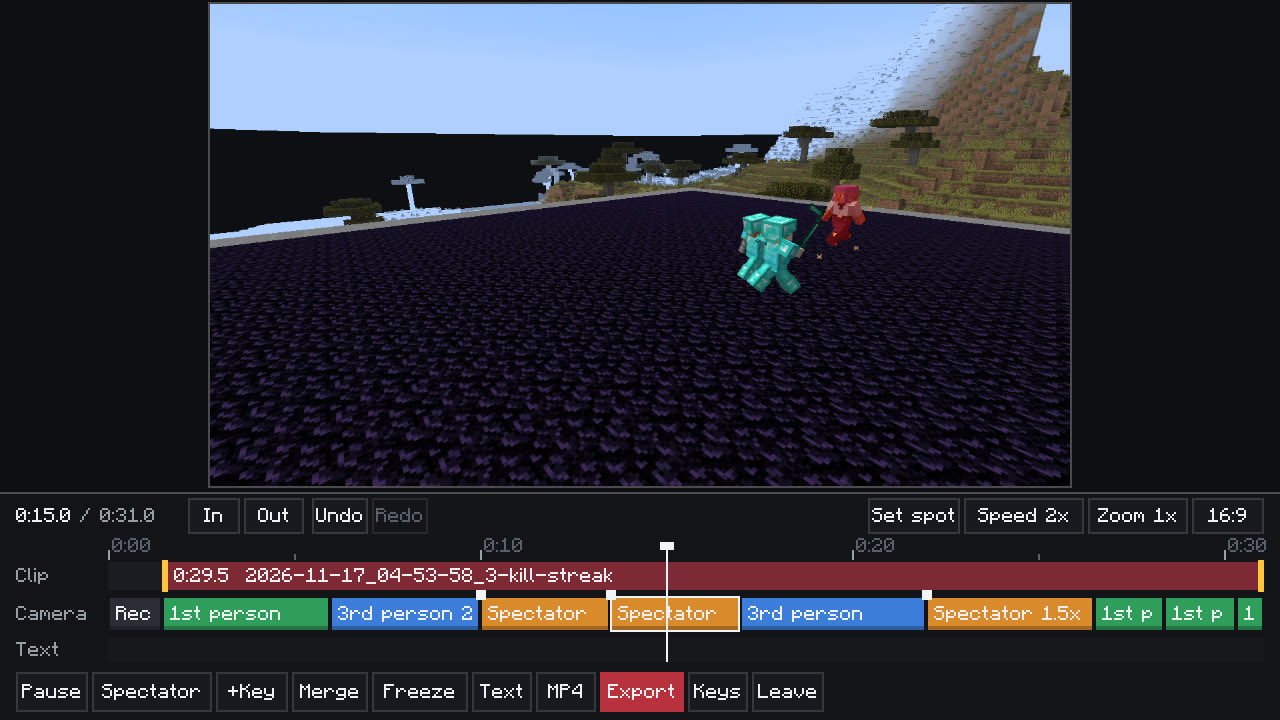 0:15.0 / 0:31.0 In Out Undo Redo Set spot Speed 2x Zoom 1x 16:9
0:00 0:10 0:20 0:30
Clip 0:29.5 2026-11-17_04-53-58_3-kill-streak
Camera Rec 1st person 3rd person 2 Spectator Spectator 3rd person Spectator 1.5x 1st p 1st p 1
Text
Pause Spectator +Key Merge Freeze Text MP4 Export Keys Leave